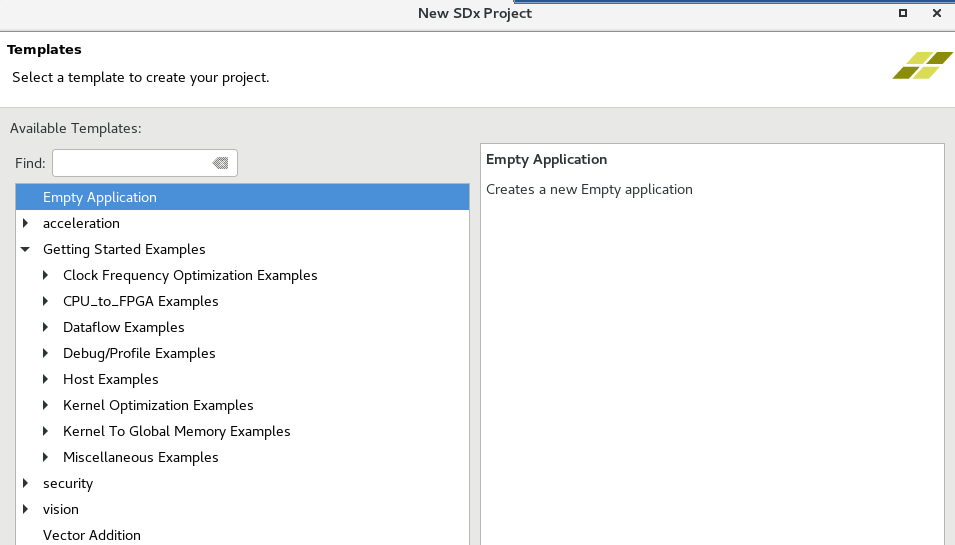 New SDx Project
Templates
Select a template to create your project.
Available Templates:
Find:
Empty Application
acceleration
Getting Started Examples
Clock Frequency Optimization Examples
CPU_to_FPGA Examples
Dataflow Examples
Debug/Profile Examples
Host Examples
Kernel Optimization Examples
Kernel To Global Memory Examples
Miscellaneous Examples
security
vision
Vector Addition
Empty Application
Creates a new Empty application